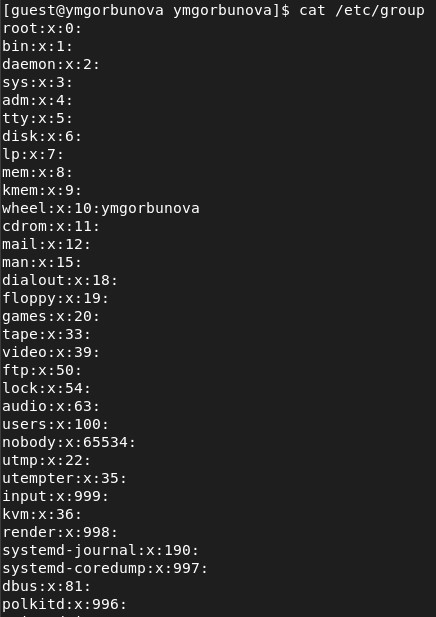 [guest@ymgorbunova ymgorbunova]$ cat /etc/group
root:x:0:
bin:x:1:
daemon:x:2:
sys:x:3:
adm:x:4:
tty:x:5:
disk:x:6:
lp:x:7:
mem:x:8:
kmem:x:9:
wheel:x:10:ymgorbunova
cdrom:x:11:
mail:x:12:
man:x:15:
dialout:x:18:
floppy:x:19:
games:x:20:
tape:x:33:
video:x:39:
ftp:x:50:
lock:x:54:
audio:x:63:
users:x:100:
nobody:x:65534:
utmp:x:22:
utempter:x:35:
input:x:999:
kvm:x:36:
render:x:998:
systemd-journal:x:190:
systemd-coredump:x:997:
dbus:x:81:
polkitd:x:996: